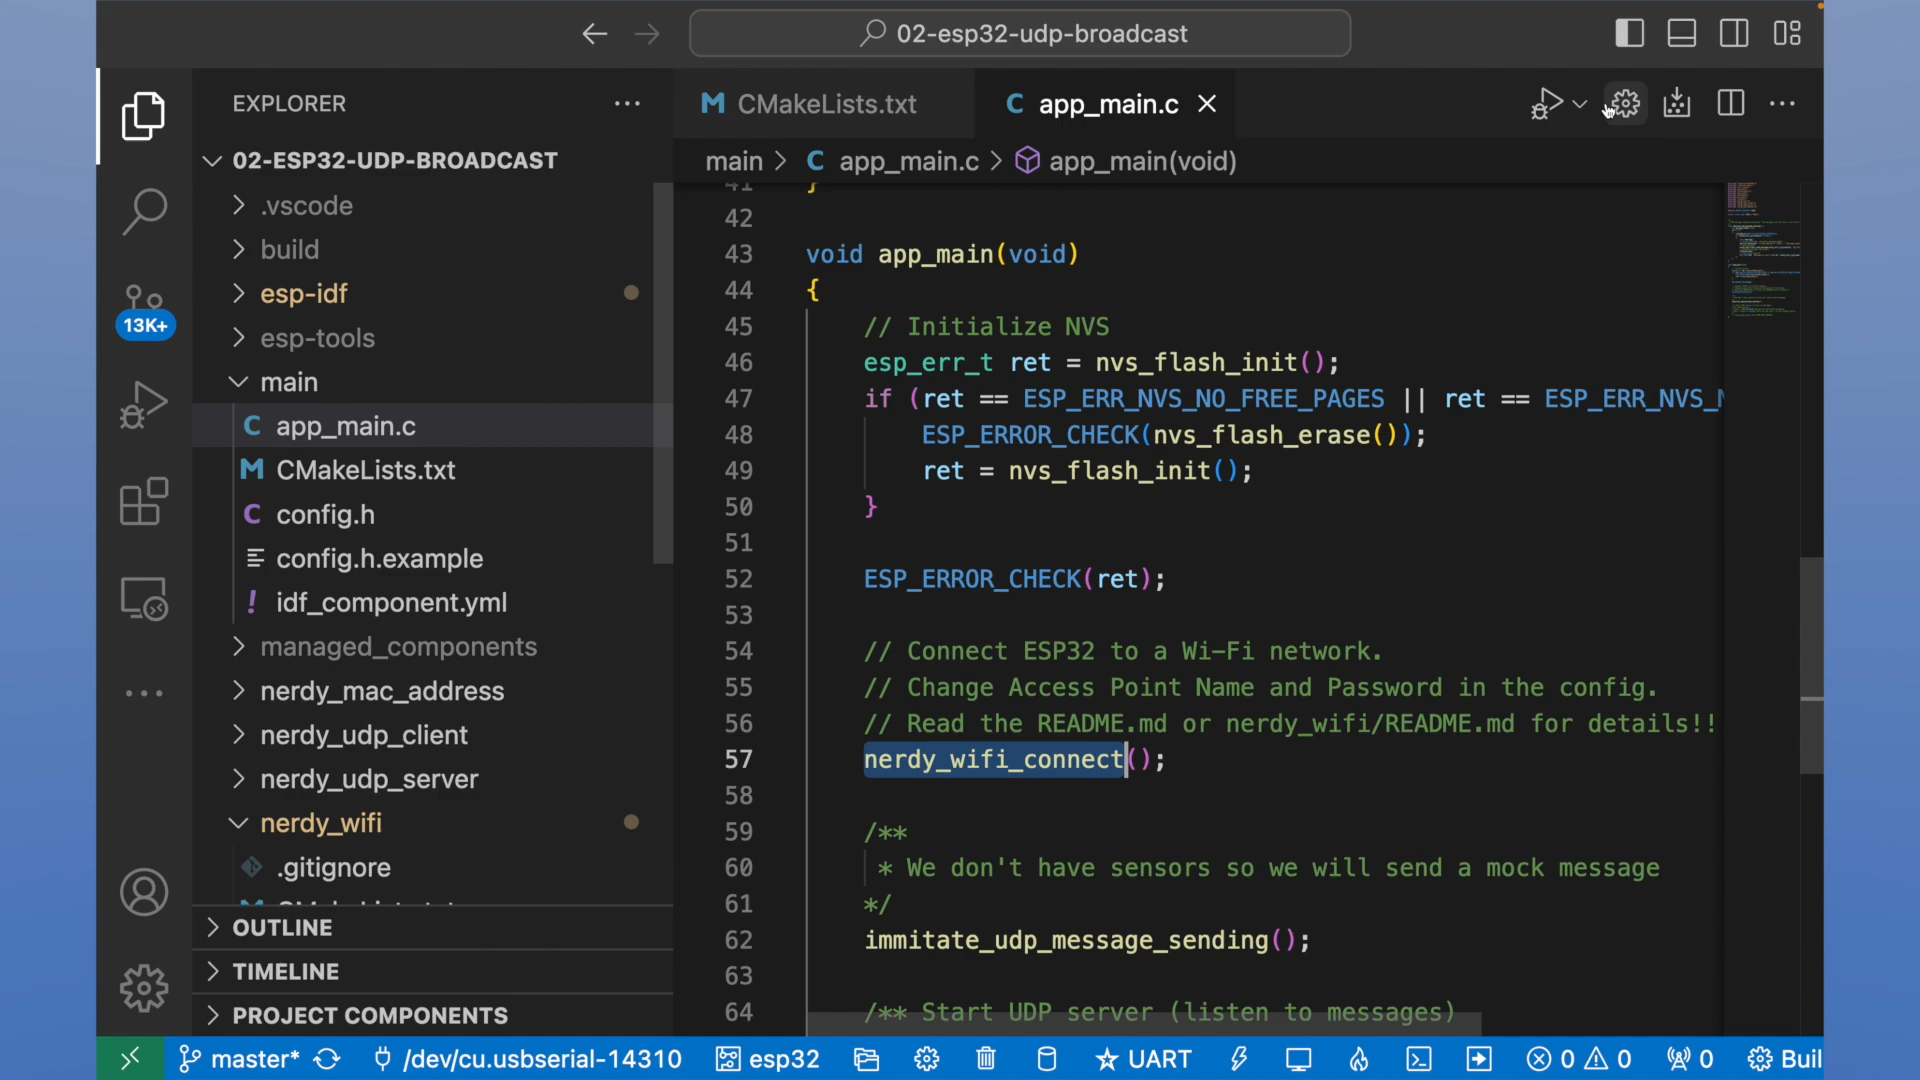 02-esp32-udp-broadcast
EXPLORER
CMakeLists.txt
app_main.c
main > C app_main.c > app_main(void)
02-ESP32-UDP-BROADCAST
.vscode
build
esp-idf
esp-tools
main
C app_main.c
M CMakeLists.txt
C config.h
config.h.example
! idf_component.yml
managed_components
nerdy_mac_address
nerdy_udp_client
nerdy_udp_server
nerdy_wifi
.gitignore
OUTLINE
TIMELINE
PROJECT COMPONENTS
13K+
41 }
42
43 void app_main(void)
44 {
45 // Initialize NVS
46 esp_err_t ret = nvs_flash_init();
47 if (ret == ESP_ERR_NVS_NO_FREE_PAGES || ret == ESP_ERR_NVS_N
48 ESP_ERROR_CHECK(nvs_flash_erase());
49 ret = nvs_flash_init();
50 }
51
52 ESP_ERROR_CHECK(ret);
53
54 // Connect ESP32 to a Wi-Fi network.
55 // Change Access Point Name and Password in the config.
56 // Read the README.md or nerdy_wifi/README.md for details!!
57 nerdy_wifi_connect();
58
59 /**
60 * We don't have sensors so we will send a mock message
61 */
62 immitate_udp_message_sending();
63
64 /** Start UDP server (listen to messages)
master* /dev/cu.usbserial-14310 esp32 UART 0 0 0 Buil